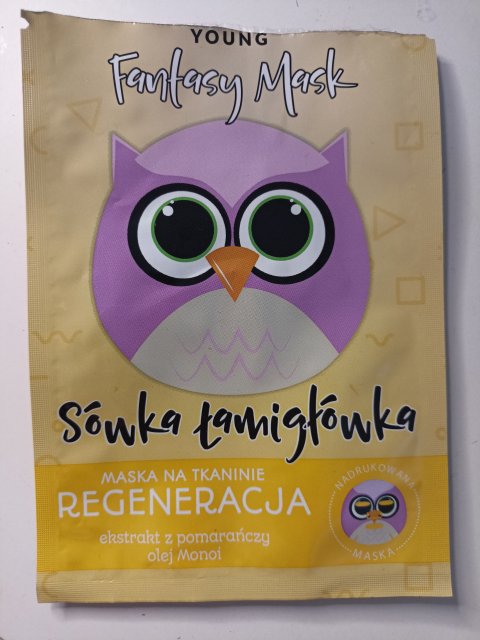 YOUNG
Fantasy Mask
Sówka Łamigłówka
MASKA NA TKANINIE
REGENERACJA
ekstrakt z pomarańczy
olej Monoi
NADRUKOWANA
MASKA